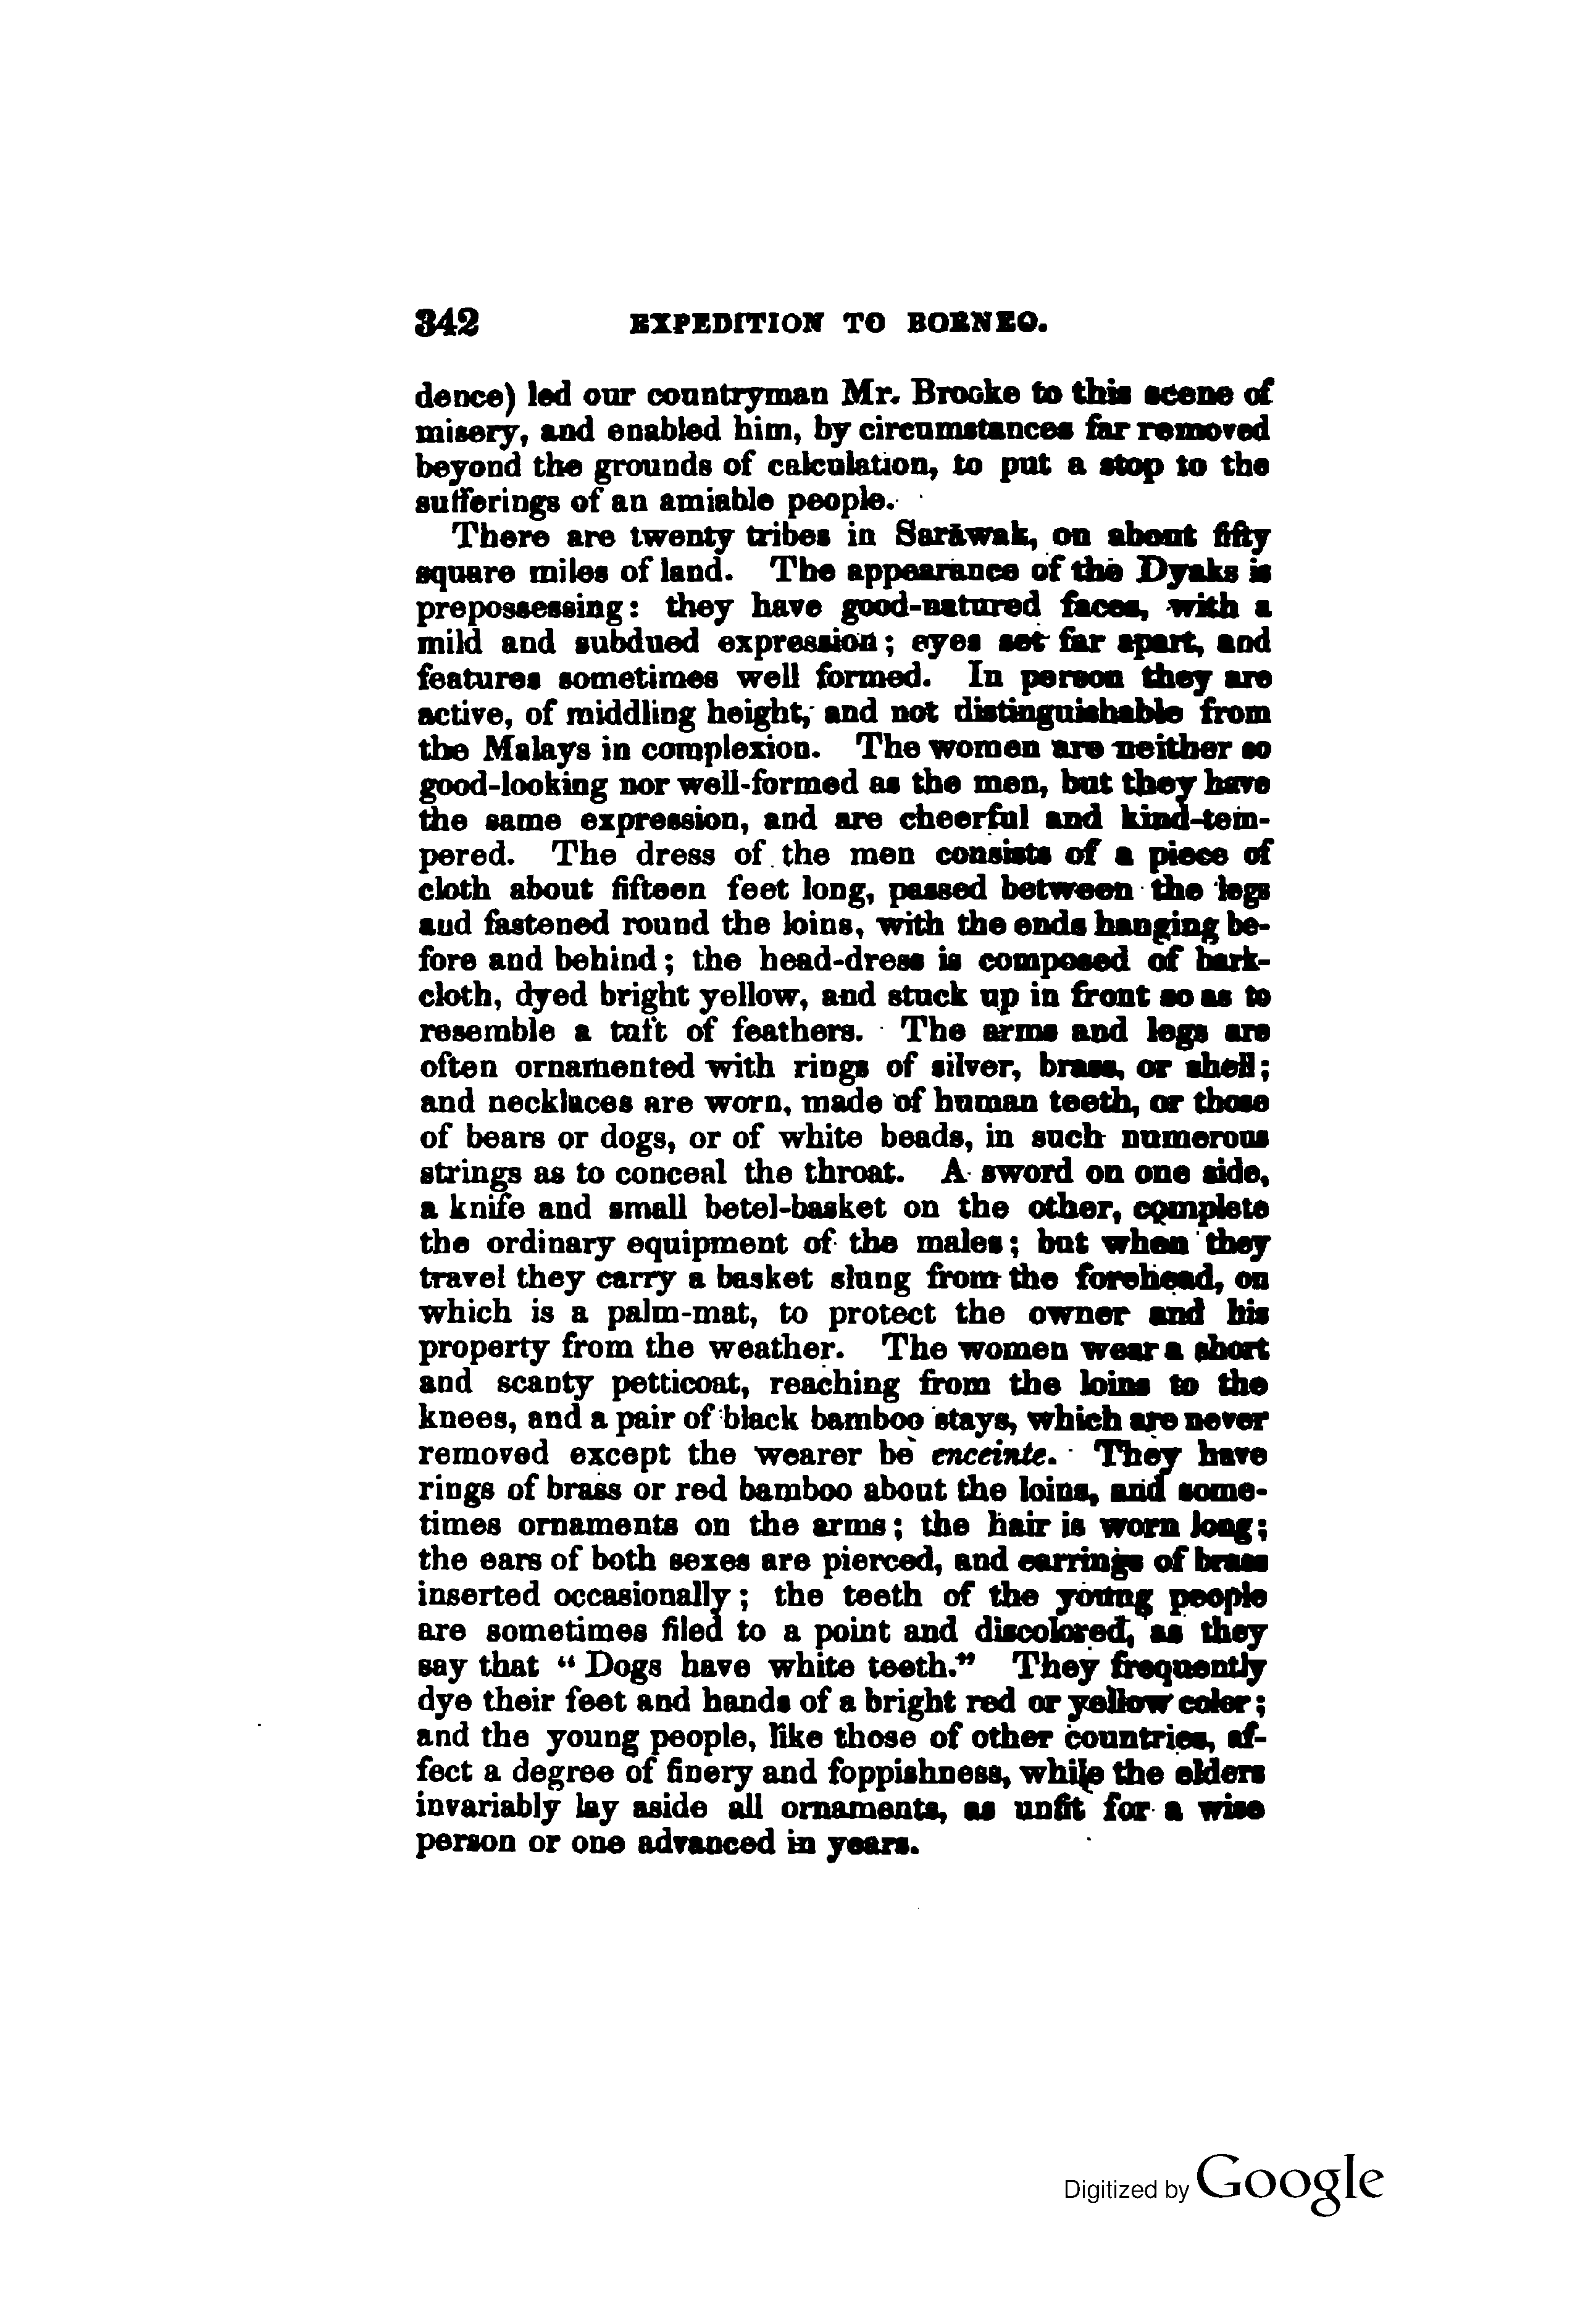 342 EXPEDITION TO BORNEO.
dence) led our countryman Mr. Brooke to this scene of
misery, and enabled him, by circumstances far removed
beyond the grounds of calculation, to put a stop to the
sufferings of an amiable people.
There are twenty tribes in Sarāwak, on about fifty
square miles of land. The appearance of the Dyaks is
prepossessing: they have good-natured faces, with a
mild and subdued expression; eyes set far apart, and
features sometimes well formed. In person they are
active, of middling height, and not distinguishable from
the Malays in complexion. The women are neither so
good-looking nor well-formed as the men, but they have
the same expression, and are cheerful and kind-tem-
pered. The dress of the men consists of a piece of
cloth about fifteen feet long, passed between the legs
and fastened round the loins, with the ends hanging be-
fore and behind; the head-dress is composed of bark-
cloth, dyed bright yellow, and stuck up in front so as to
resemble a tuft of feathers. The arms and legs are
often ornamented with rings of silver, brass, or shell;
and necklaces are worn, made of human teeth, or those
of bears or dogs, or of white beads, in such numerous
strings as to conceal the throat. A sword on one side,
a knife and small betel-basket on the other, complete
the ordinary equipment of the males; but when they
travel they carry a basket slung from the forehead, on
which is a palm-mat, to protect the owner and his
property from the weather. The women wear a short
and scanty petticoat, reaching from the loins to the
knees, and a pair of black bamboo stays, which are never
removed except the wearer be enceinte. They have
rings of brass or red bamboo about the loins, and some-
times ornaments on the arms; the hair is worn long;
the ears of both sexes are pierced, and earrings of brass
inserted occasionally; the teeth of the young people
are sometimes filed to a point and discolored, as they
say that "Dogs have white teeth." They frequently
dye their feet and hands of a bright red or yellow color;
and the young people, like those of other countries, af-
fect a degree of finery and foppishness, while the elders
invariably lay aside all ornaments, as unfit for a wise
person or one advanced in years.
Digitized by Google